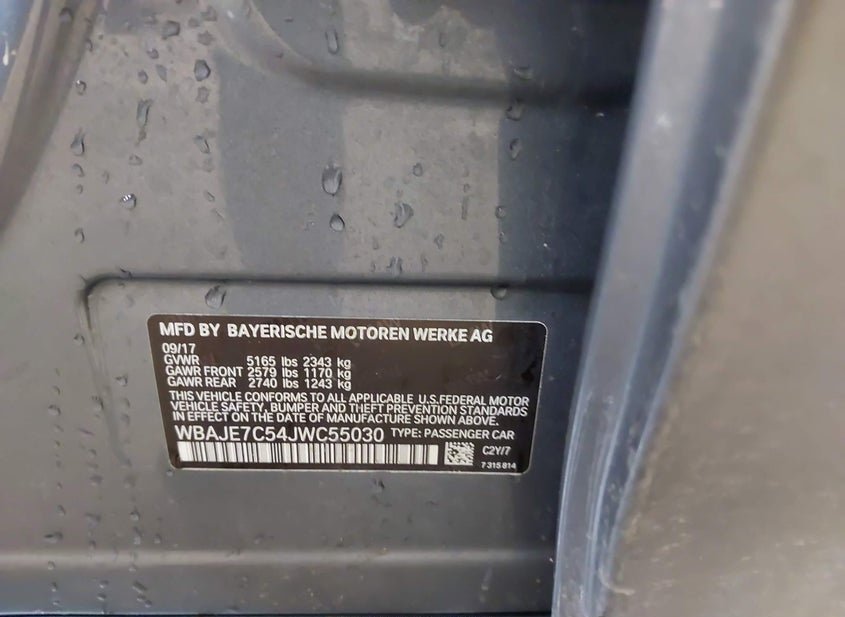 MFD BY BAYERISCHE MOTOREN WERKE AG
09/17
GVWR 5165 lbs 2343 kg
GAWR FRONT 2579 lbs 1170 kg
GAWR REAR 2740 lbs 1243 kg
THIS VEHICLE CONFORMS TO ALL APPLICABLE U.S.FEDERAL MOTOR
VEHICLE SAFETY, BUMPER AND THEFT PREVENTION STANDARDS
IN EFFECT ON THE DATE OF MANUFACTURE SHOWN ABOVE.
WBAJE7C54JWC55030 TYPE: PASSENGER CAR
C2Y/7
7 315 814